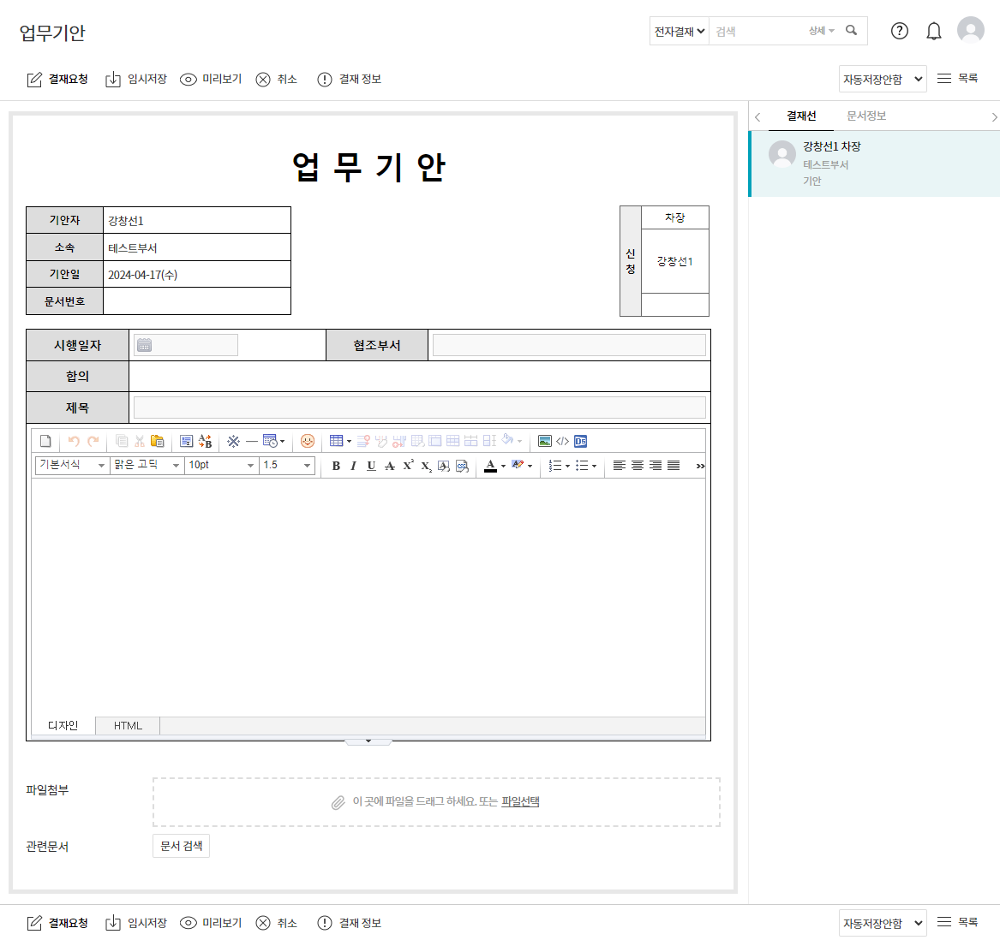 업무기안
전자결재 검색 상세
결재요청 임시저장 미리보기 취소 결재 정보 자동저장안함 목록
결재선 문서정보
강창선1 차장
테스트부서
기안
업 무 기 안
기안자 강창선1
소속 테스트부서
기안일 2024-04-17(수)
문서번호
신청 차장
강창선1
시행일자 협조부서
합의
제목
기본서식 맑은 고딕 10pt 1.5
디자인 HTML
파일첨부 이 곳에 파일을 드래그 하세요. 또는 파일선택
관련문서 문서 검색
결재요청 임시저장 미리보기 취소 결재 정보 자동저장안함 목록